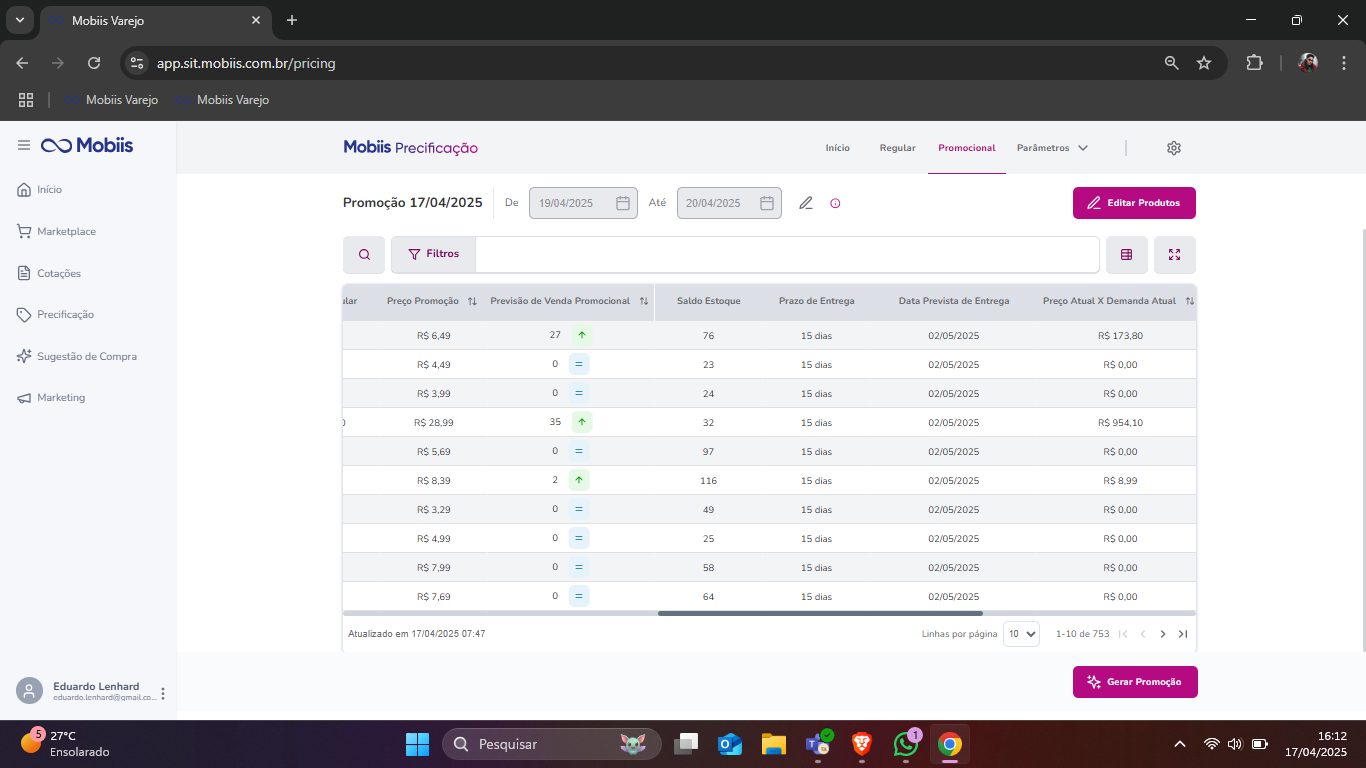 Mobiis Varejo
app.sit.mobiis.com.br/pricing
Mobiis Varejo Mobiis Varejo
Mobiis
Início
Marketplace
Cotações
Precificação
Sugestão de Compra
Marketing
Eduardo Lenhard
eduardo.lenhard@gmail.co...
Mobiis Precificação
Início Regular Promocional Parâmetros
Promoção 17/04/2025 De 19/04/2025 Até 20/04/2025 Editar Produtos
Filtros
ular Preço Promoção Previsão de Venda Promocional Saldo Estoque Prazo de Entrega Data Prevista de Entrega Preço Atual X Demanda Atual
R$ 6,49 27 76 15 dias 02/05/2025 R$ 173,80
R$ 4,49 0 = 23 15 dias 02/05/2025 R$ 0,00
R$ 3,99 0 = 24 15 dias 02/05/2025 R$ 0,00
R$ 28,99 35 32 15 dias 02/05/2025 R$ 954,10
R$ 5,69 0 = 97 15 dias 02/05/2025 R$ 0,00
R$ 8,39 2 116 15 dias 02/05/2025 R$ 8,99
R$ 3,29 0 = 49 15 dias 02/05/2025 R$ 0,00
R$ 4,99 0 = 25 15 dias 02/05/2025 R$ 0,00
R$ 7,99 0 = 58 15 dias 02/05/2025 R$ 0,00
R$ 7,69 0 = 64 15 dias 02/05/2025 R$ 0,00
Atualizado em 17/04/2025 07:47 Linhas por página 10 1-10 de 753
Gerar Promoção
5 27°C
Ensolarado
Pesquisar
1
16:12
17/04/2025